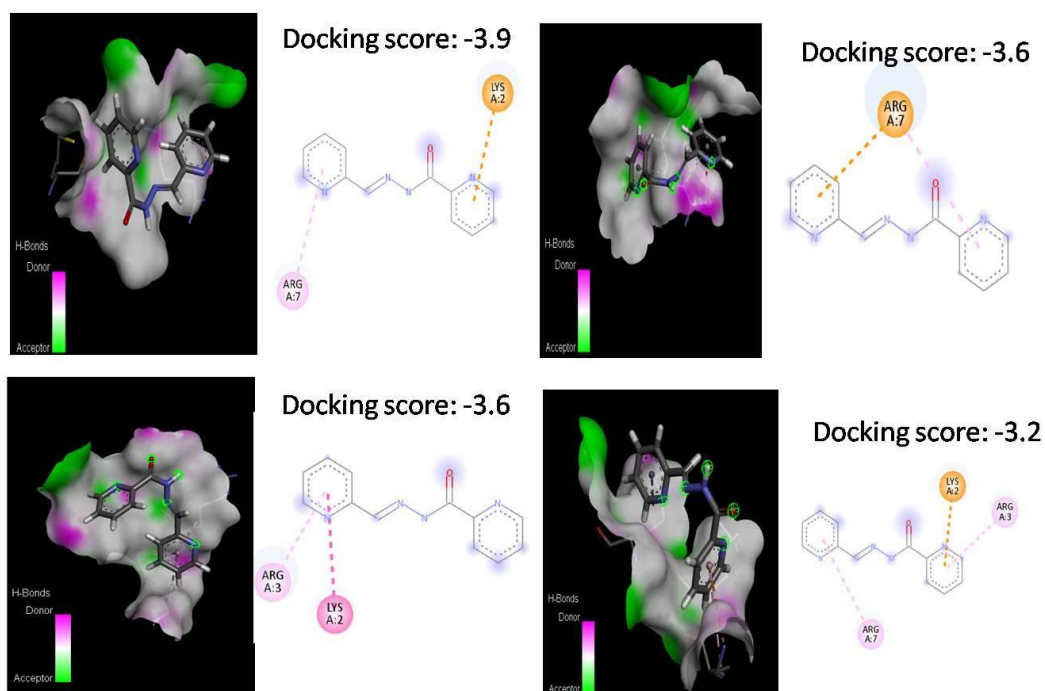 Docking score: -3.9
LYS
A:2
O
N
N
N
N
ARG
A:7
H-Bonds
Donor
Acceptor
Docking score: -3.6
ARG
A:7
O
N
N
N
N
H-Bonds
Donor
Acceptor
Docking score: -3.6
O
N
N
N
N
ARG
A:3
LYS
A:2
H-Bonds
Donor
Acceptor
Docking score: -3.2
LYS
A:2
ARG
A:3
O
N
N
NH
N
ARG
A:7
H-Bonds
Donor
Acceptor